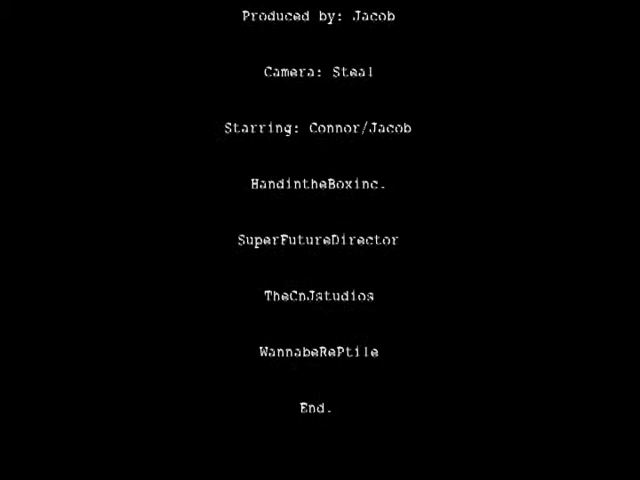 Produced by: Jacob
Camera: Steal
Starring: Connor/Jacob
HandintheBoxinc.
SuperFutureDirector
TheCnJstudios
WannabeRePtile
End.